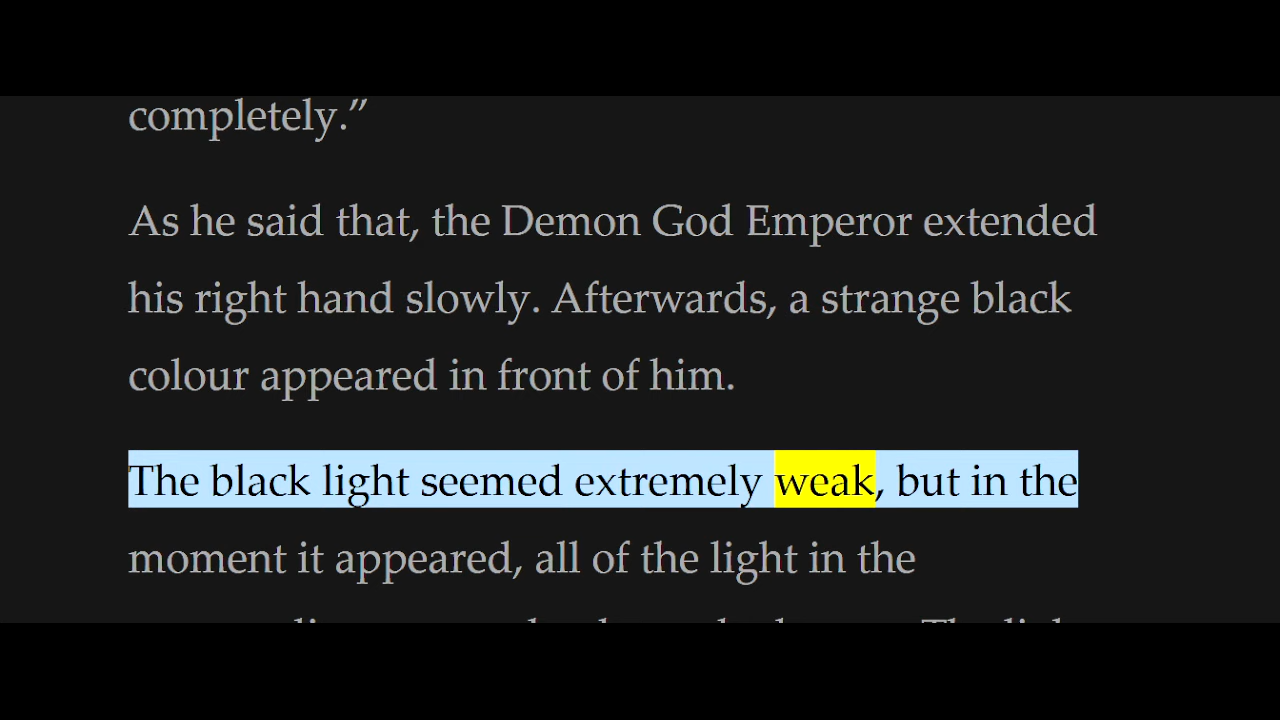 completely.”
As he said that, the Demon God Emperor extended
his right hand slowly. Afterwards, a strange black
colour appeared in front of him.
The black light seemed extremely weak, but in the
moment it appeared, all of the light in the